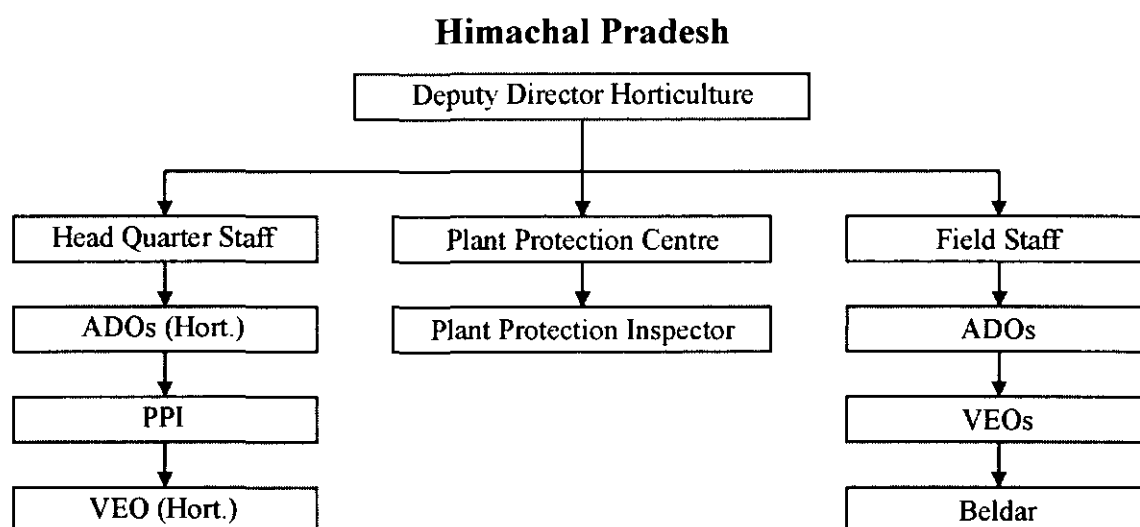 Himachal Pradesh
Deputy Director Horticulture
Head Quarter Staff
Plant Protection Centre
Field Staff
ADOs (Hort.)
Plant Protection Inspector
ADOs
PPI
VEOs
VEO (Hort.)
Beldar